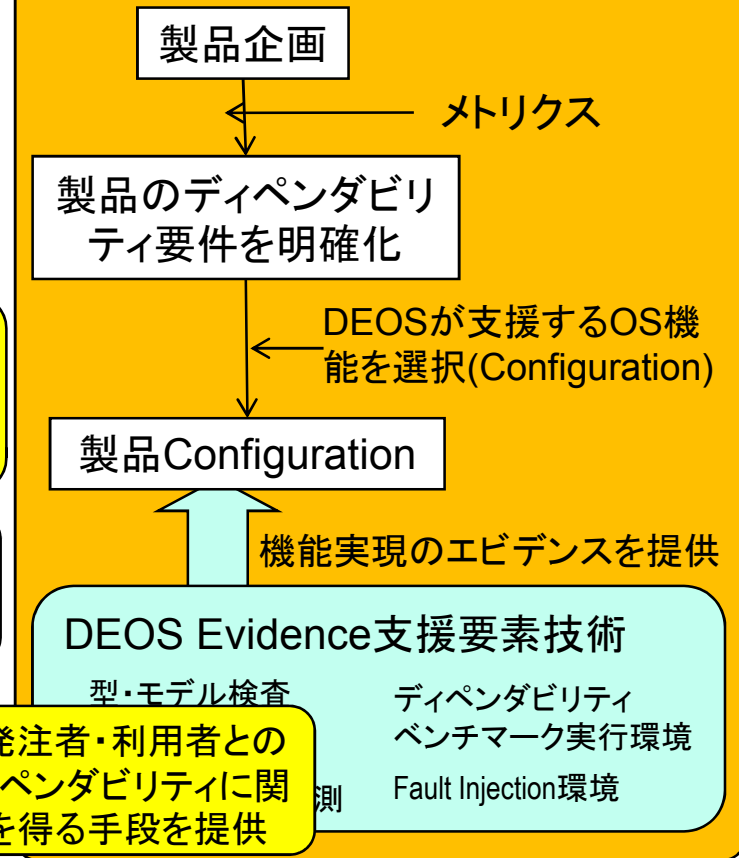 製品企画
メトリクス
製品のディペンダビリ
ティ要件を明確化
DEOSが支援するOS機
能を選択(Configuration)
製品Configuration
機能実現のエビデンスを提供
DEOS Evidence支援要素技術
型・モデル検査
ディペンダビリティ
ベンチマーク実行環境
測
Fault Injection環境
発注者・利用者との
ペンダビリティに関
を得る手段を提供